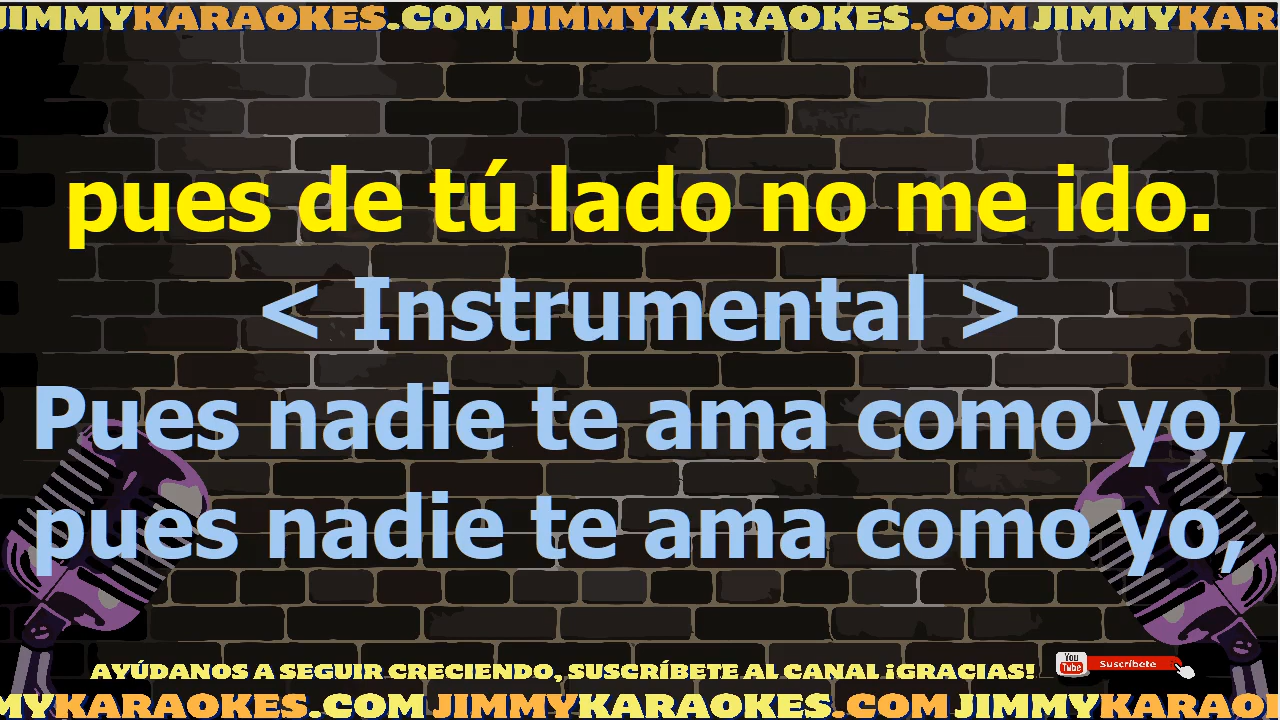 JIMMYKARAOKES.COM JIMMYKARAOKES.COM JIMMYKAR
pues de tú lado no me ido.
< Instrumental >
Pues nadie te ama como yo,
pues nadie te ama como yo,
AYÚDANOS A SEGUIR CRECIENDO, SUSCRÍBETE AL CANAL ¡GRACIAS!
You Tube Suscríbete
MYKARAOKES.COM JIMMYKARAOKES.COM JIMMYKARAO